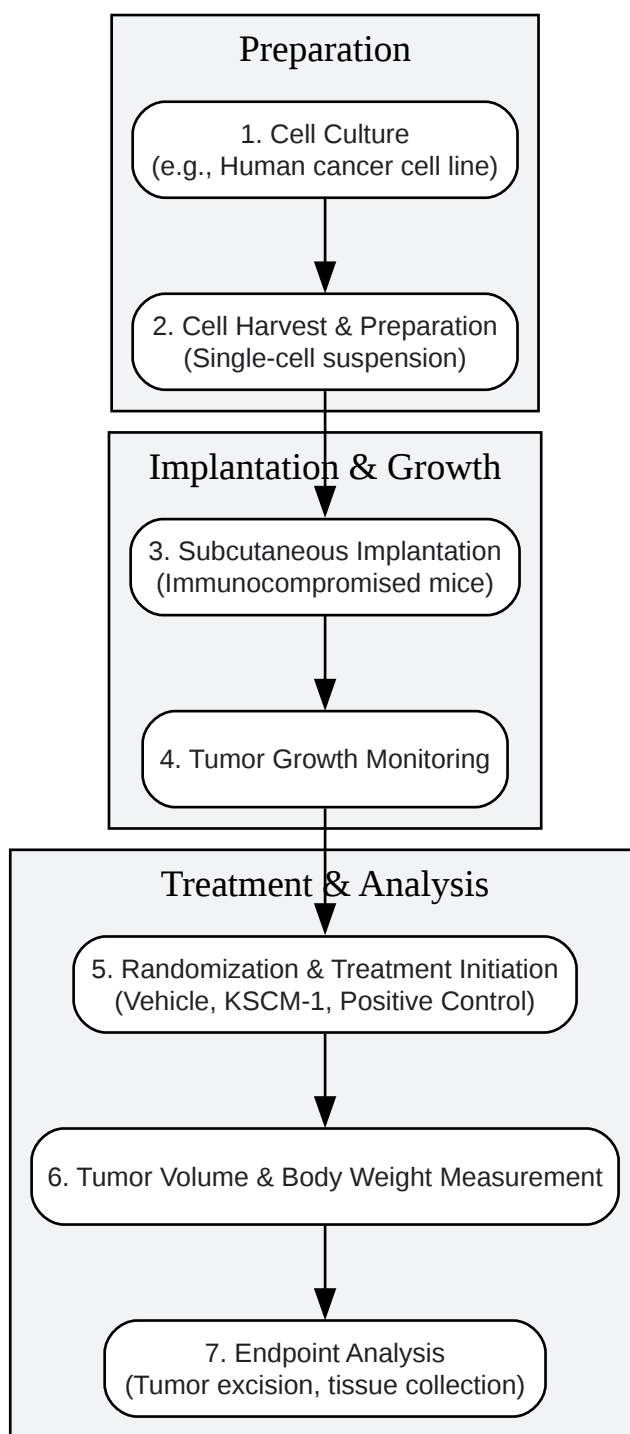 Preparation
1. Cell Culture
(e.g., Human cancer cell line)
2. Cell Harvest & Preparation
(Single-cell suspension)
Implantation & Growth
3. Subcutaneous Implantation
(Immunocompromised mice)
4. Tumor Growth Monitoring
Treatment & Analysis
5. Randomization & Treatment Initiation
(Vehicle, KSCM-1, Positive Control)
6. Tumor Volume & Body Weight Measurement
7. Endpoint Analysis
(Tumor excision, tissue collection)